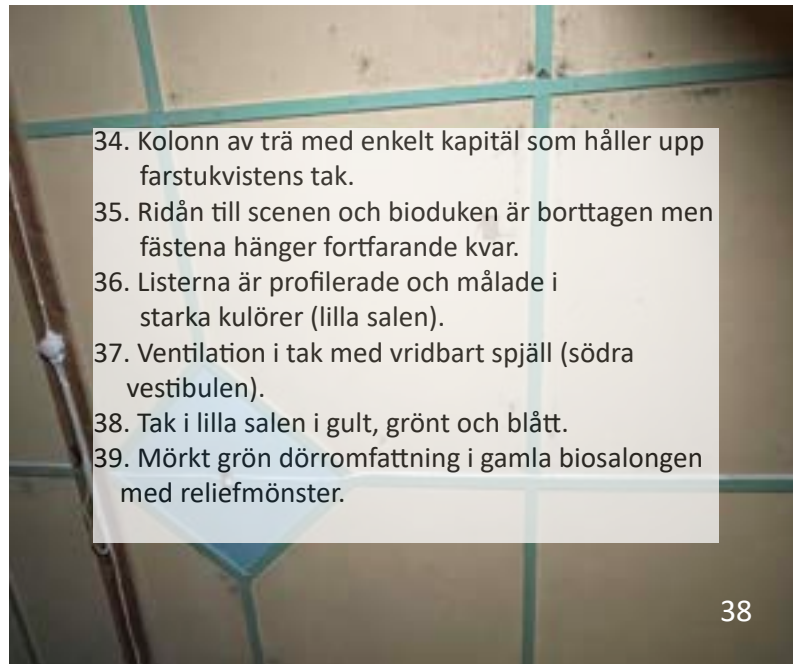 34. Kolonn av trä med enkelt kapitäl som håller upp
farstukvistens tak.
35. Ridån till scenen och bioduken är borttagen men
fästena hänger fortfarande kvar.
36. Listerna är profilerade och målade i
starka kulörer (lilla salen).
37. Ventilation i tak med vridbart spjäll (södra
vestibulen).
38. Tak i lilla salen i gult, grönt och blått.
39. Mörkt grön dörromfattning i gamla biosalongen
med reliefmönster.
38